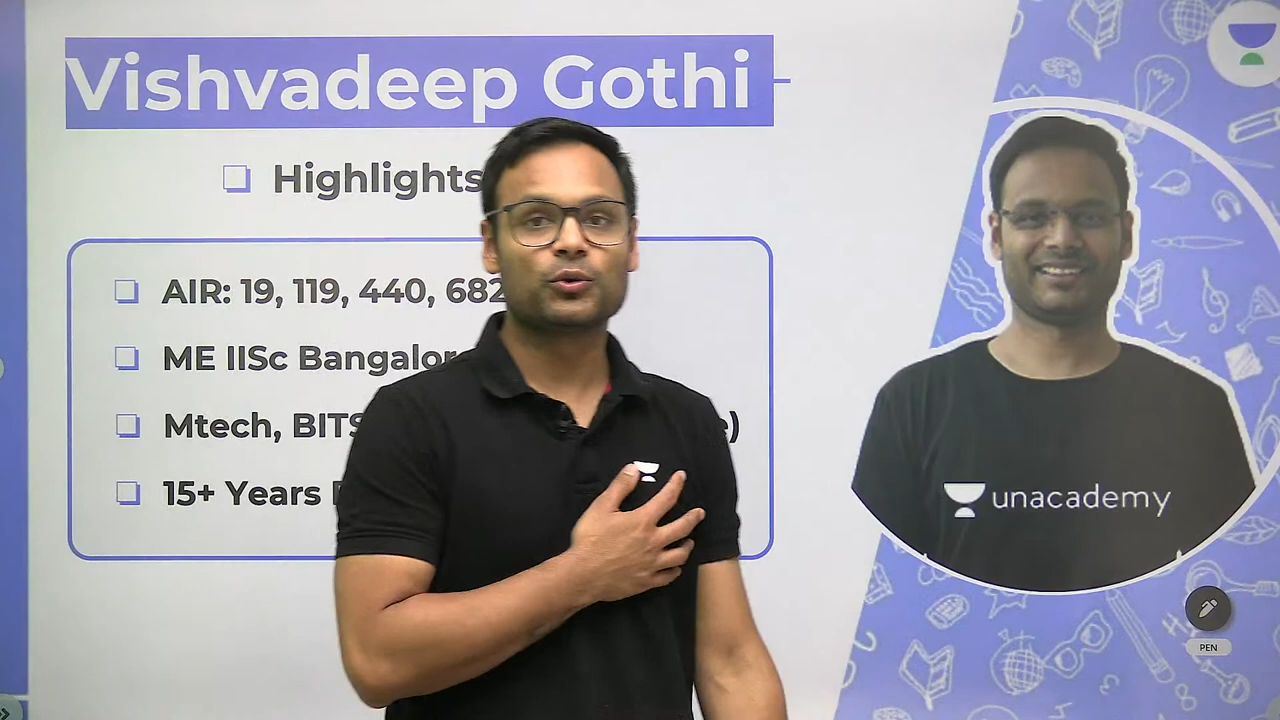 Vishvadeep Gothi
Highlights
AIR: 19, 119, 440, 682
ME IISc Bangalor
Mtech, BITS
15+ Years
unacademy
PEN